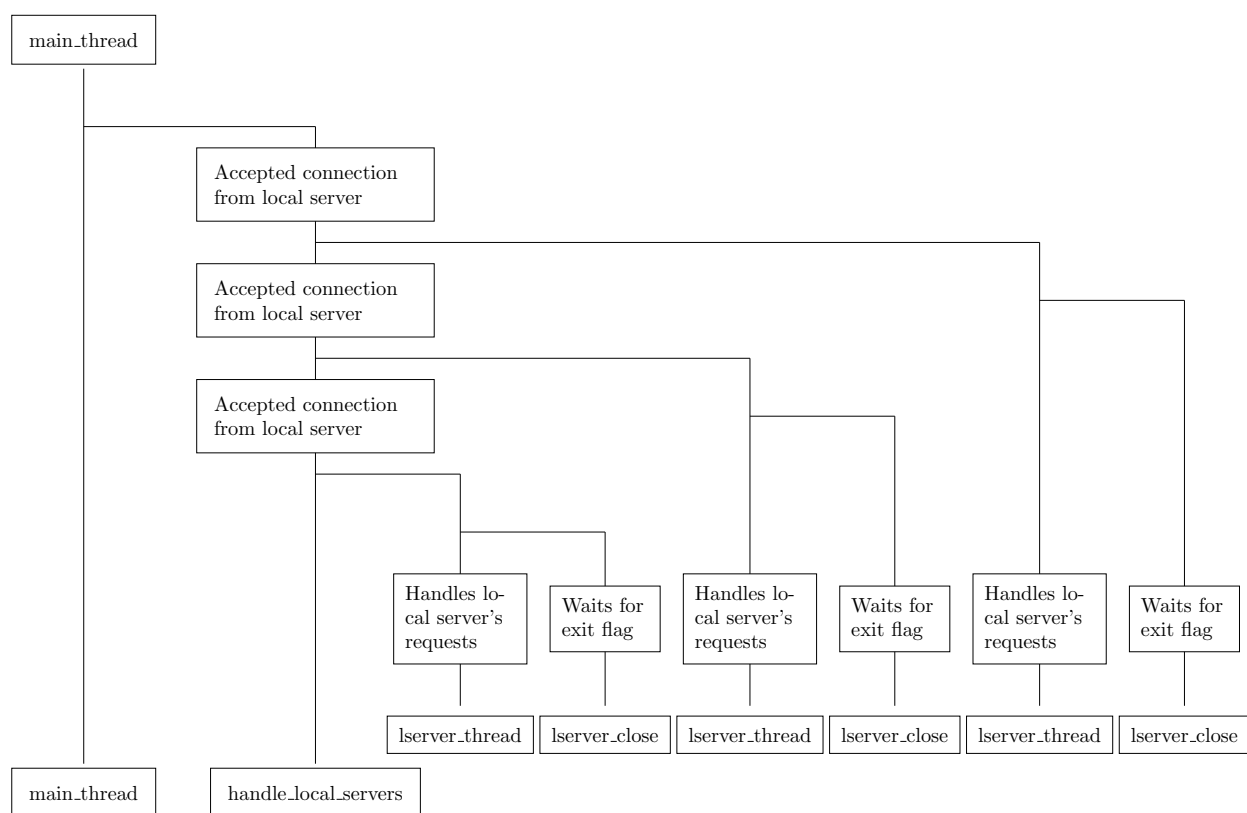 main_thread
Accepted connection
from local server
Accepted connection
from local server
Accepted connection
from local server
Handles lo-
cal server's
requests
Waits for
exit flag
Handles lo-
cal server's
requests
Waits for
exit flag
Handles lo-
cal server's
requests
Waits for
exit flag
lserver_thread
lserver_close
lserver_thread
lserver_close
lserver_thread
lserver_close
main_thread
handle_local_servers